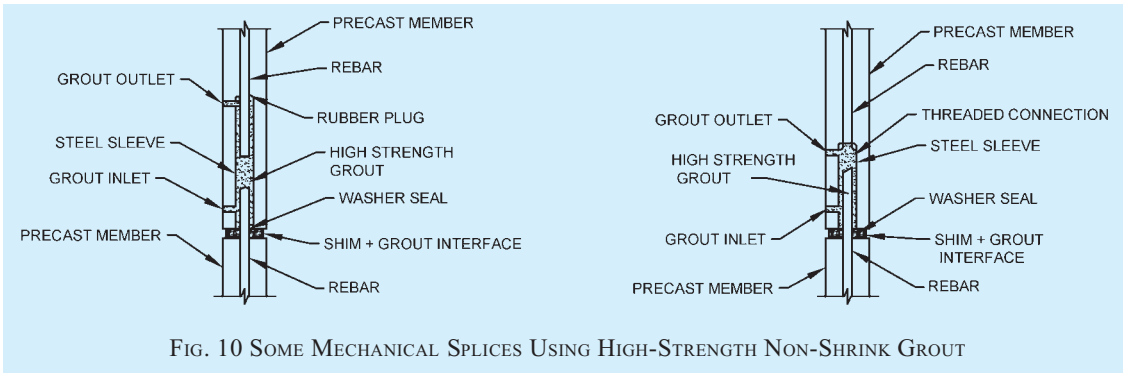 PRECAST MEMBER
REBAR
GROUT OUTLET
RUBBER PLUG
STEEL SLEEVE
HIGH STRENGTH
GROUT
GROUT INLET
WASHER SEAL
PRECAST MEMBER
SHIM + GROUT INTERFACE
REBAR
PRECAST MEMBER
REBAR
THREADED CONNECTION
GROUT OUTLET
STEEL SLEEVE
HIGH STRENGTH
GROUT
WASHER SEAL
GROUT INLET
SHIM + GROUT
INTERFACE
PRECAST MEMBER
REBAR
FIG. 10 SOME MECHANICAL SPLICES USING HIGH-STRENGTH NON-SHRINK GROUT